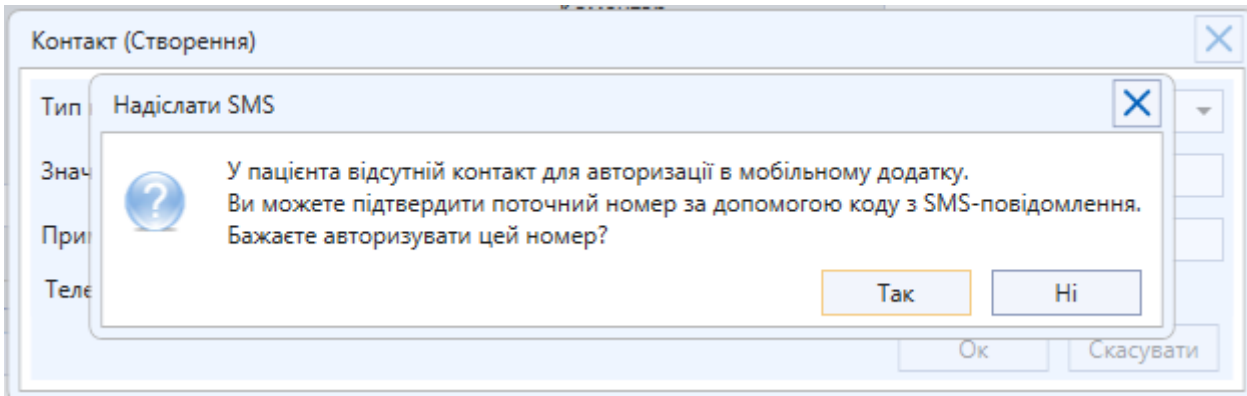 Контакт (Створення)
Надіслати SMS
Тип
У пацієнта відсутній контакт для авторизації в мобільному додатку.
Ви можете підтвердити поточний номер за допомогою коду з SMS-повідомлення.
Бажаєте авторизувати цей номер?
Так
Ні
Ок
Скасувати